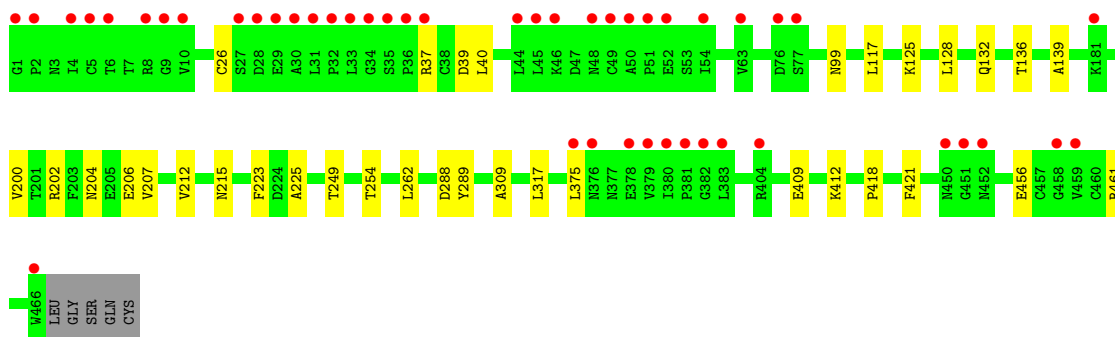 G1 P2 N3 I4 C5 T6 T7 R8 G9 V10 C26 S27 D28 E29 A30 L31 P32 L33 G34 S35 P36 R37 C38 D39 L40 L44 L45 K46 D47 N48 C49 A50 P51 E52 S53 I54 V63 D76 S77 N99 L117 K125 L128 Q132 T136 A139 K181
V200 T201 R202 F203 N204 E205 E206 V207 V212 N215 F223 D224 A225 T249 T254 L262 D288 Y289 A309 L317 L375 N376 N377 E378 V379 I380 P381 G382 L383 R404 E409 K412 P418 F421 N450 G451 N452 E456 C457 G458 V459 C460 R461
W466 LEU GLY SER GLN CYS